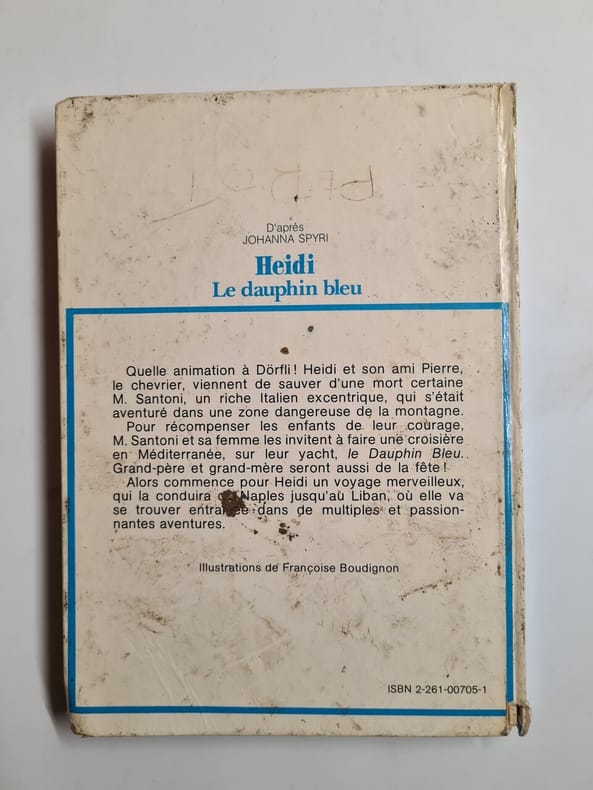 D'après
JOHANNA SPYRI
Heidi
Le dauphin bleu
Quelle animation à Dörfli ! Heidi et son ami Pierre,
le chevrier, viennent de sauver d'une mort certaine
M. Santoni, un riche Italien excentrique, qui s'était
aventuré dans une zone dangereuse de la montagne.
Pour récompenser les enfants de leur courage,
M. Santoni et sa femme les invitent à faire une croisière
en Méditerranée, sur leur yacht, le Dauphin Bleu.
Grand-père et grand-mère seront aussi de la fête !
Alors commence pour Heidi un voyage merveilleux,
qui la conduira de Naples jusqu'au Liban, où elle va
se trouver entraînée dans de multiples et passion-
nantes aventures.
Illustrations de Françoise Boudignon
ISBN 2-261-00705-1